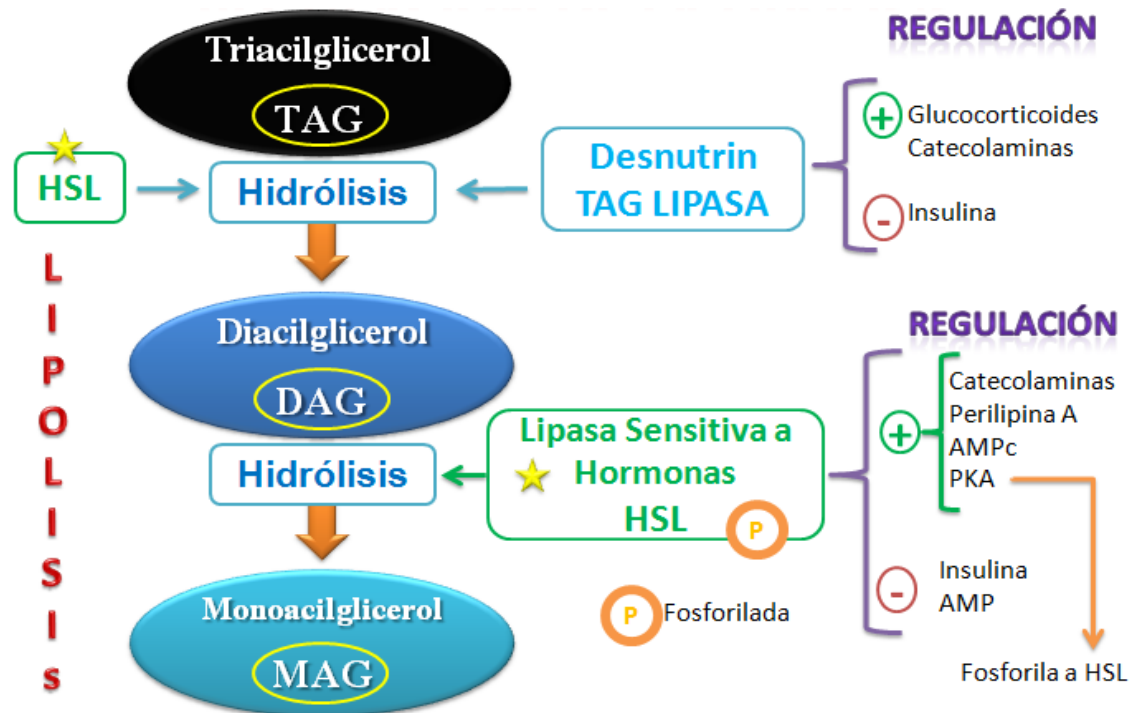 REGULACIÓN
Triacilglicerol
TAG
HSL
Hidrólisis
Desnutrin
TAG LIPASA
+
Glucocorticoides
Catecolaminas
-
Insulina
LIPOLISIs
Diacilglicerol
DAG
Hidrólisis
Lipasa Sensitiva a
Hormonas
HSL
P
REGULACIÓN
+
Catecolaminas
Perilipina A
AMPc
PKA
-
Insulina
AMP
Fosforila a HSL
P Fosforilada
Monoacilglicerol
MAG